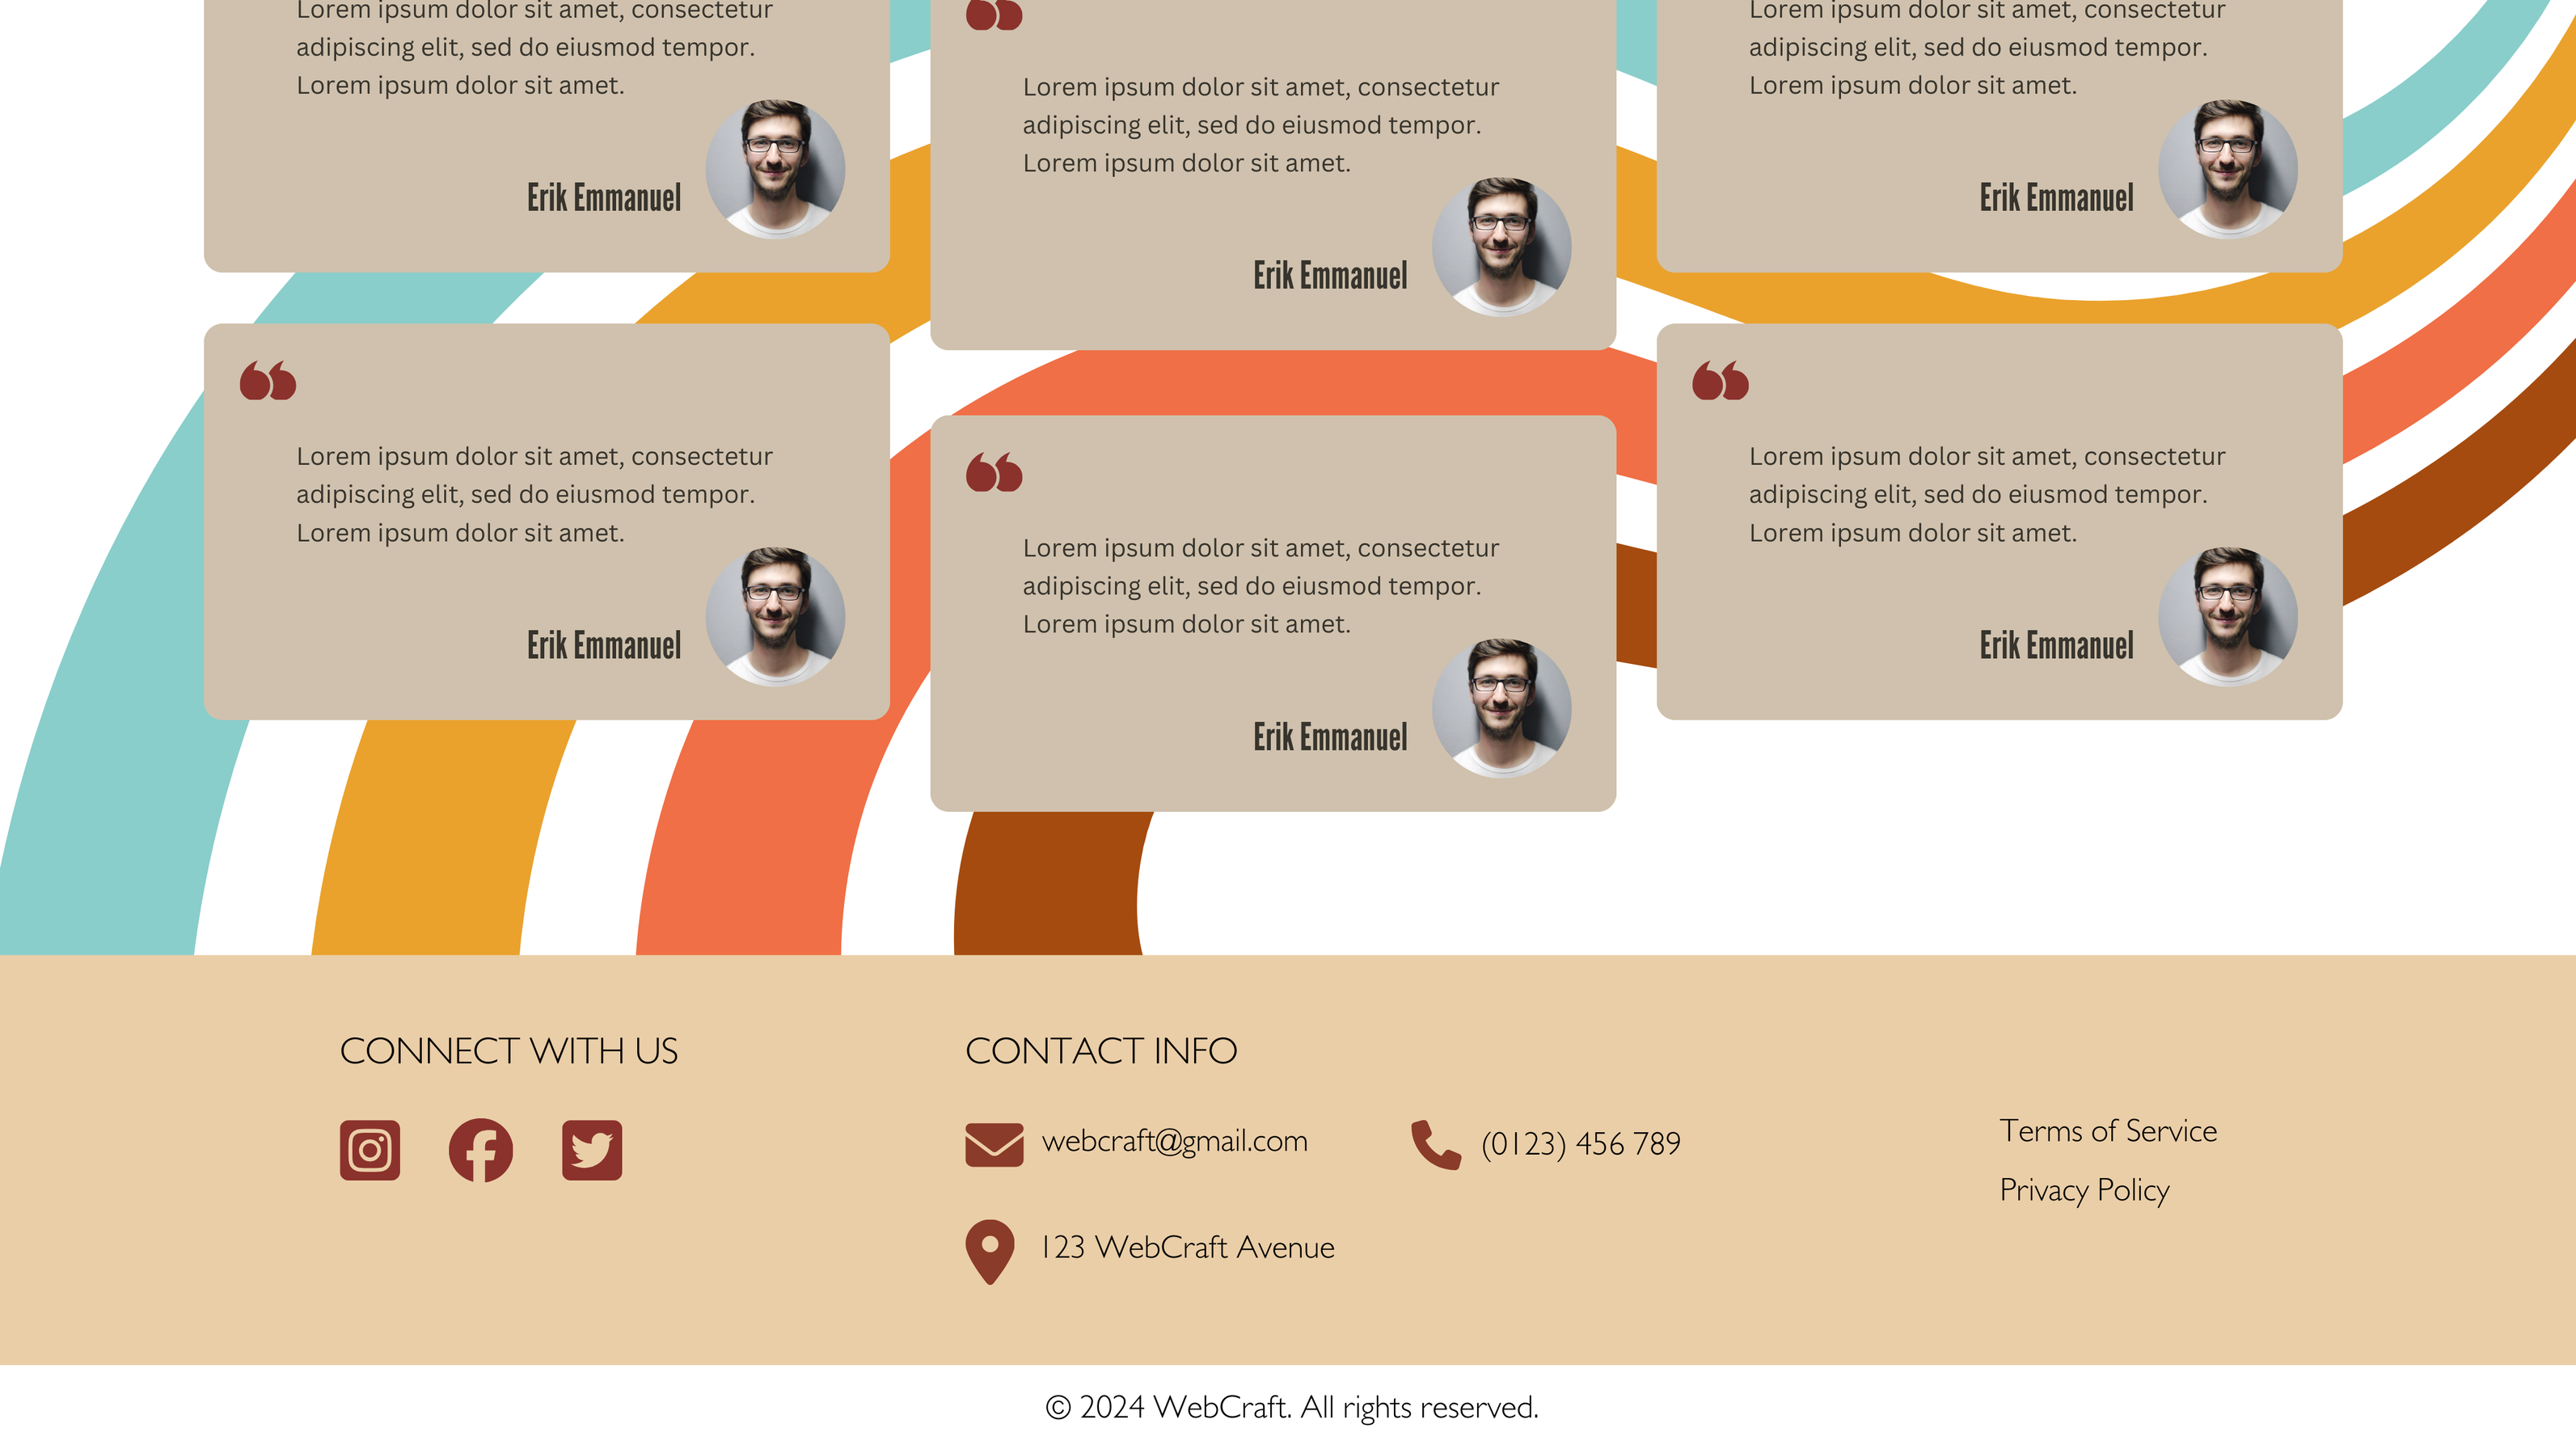 Lorem ipsum dolor sit amet, consectetur
adipiscing elit, sed do eiusmod tempor.
Lorem ipsum dolor sit amet.
Erik Emmanuel
Lorem ipsum dolor sit amet, consectetur
adipiscing elit, sed do eiusmod tempor.
Lorem ipsum dolor sit amet.
Erik Emmanuel
Lorem ipsum dolor sit amet, consectetur
adipiscing elit, sed do eiusmod tempor.
Lorem ipsum dolor sit amet.
Erik Emmanuel
Lorem ipsum dolor sit amet, consectetur
adipiscing elit, sed do eiusmod tempor.
Lorem ipsum dolor sit amet.
Erik Emmanuel
Lorem ipsum dolor sit amet, consectetur
adipiscing elit, sed do eiusmod tempor.
Lorem ipsum dolor sit amet.
Erik Emmanuel
Lorem ipsum dolor sit amet, consectetur
adipiscing elit, sed do eiusmod tempor.
Lorem ipsum dolor sit amet.
Erik Emmanuel
CONNECT WITH US
CONTACT INFO
webcraft@gmail.com
(0123) 456 789
123 WebCraft Avenue
Terms of Service
Privacy Policy
© 2024 WebCraft. All rights reserved.